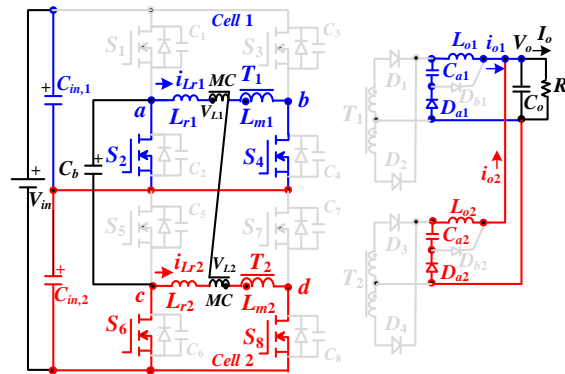 Cell 1
S1
C1
S3
C3
iLr1
MC
T1
Cin,1
a
Lr1
VL1
Lm1
b
S2
C2
S4
C4
Cb
Vin
S5
C5
S7
C7
iLr2
VL2
T2
Cin,2
c
Lr2
MC
Lm2
d
S6
C6
S8
C8
Cell 2
Lo1
io1
Vo
Io
D1
Ca1
Db1
Co
R
T1
Da1
D2
io2
Lo2
D3
Ca2
Db2
T2
Da2
D4